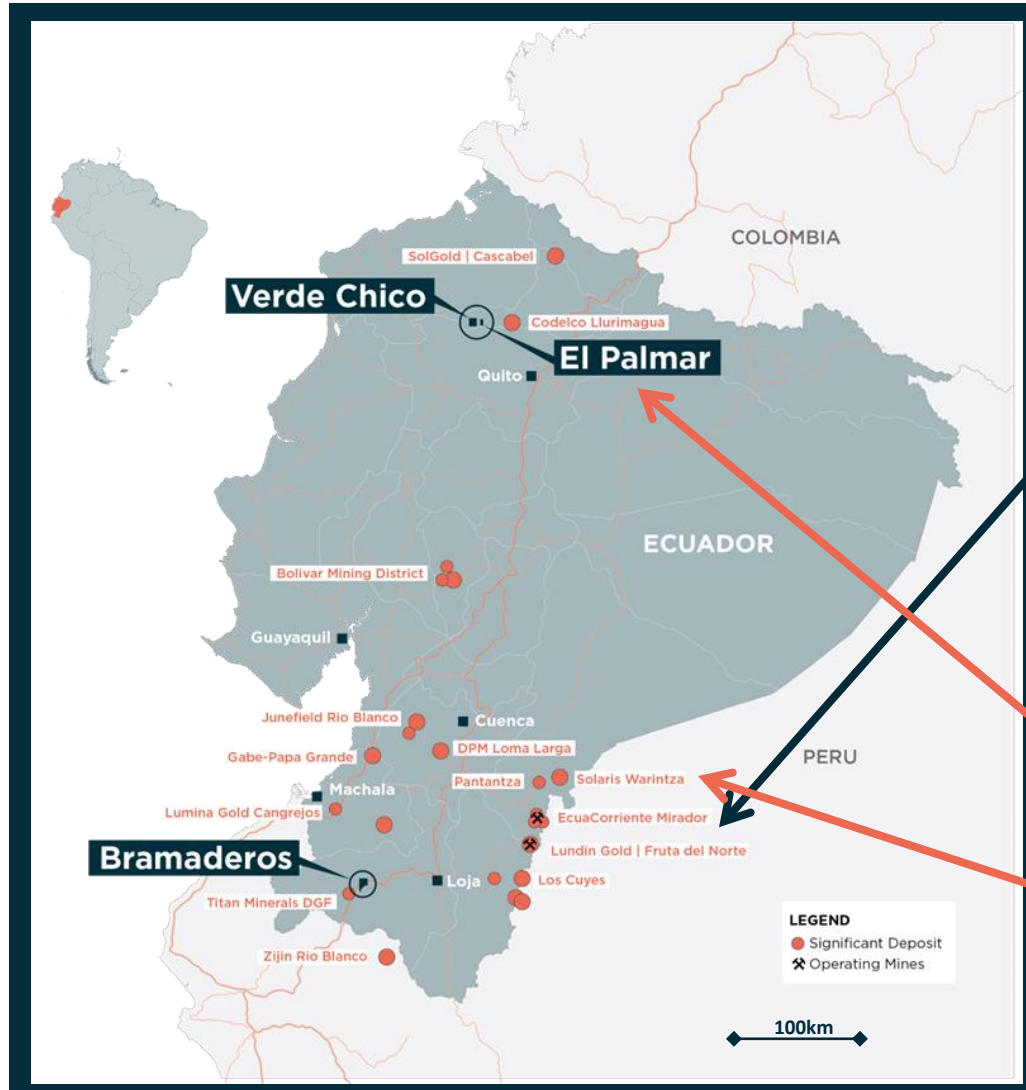 COLOMBIA
SolGold | Cascabel
Verde Chico
Codelco Llurimagua
El Palmar
Quito
ECUADOR
Bolivar Mining District
Guayaquil
Junefield Rio Blanco
Cuenca
DPM Loma Larga
Gabe-Papa Grande
PERU
Pantantza
Solaris Warintza
Machala
Lumina Gold Cangrejos
EcuaCorriente Mirador
Lundin Gold | Fruta del Norte
Bramaderos
Loja
Los Cuyes
Titan Minerals DGF
Zijin Rio Blanco
LEGEND
Significant Deposit
Operating Mines
100km